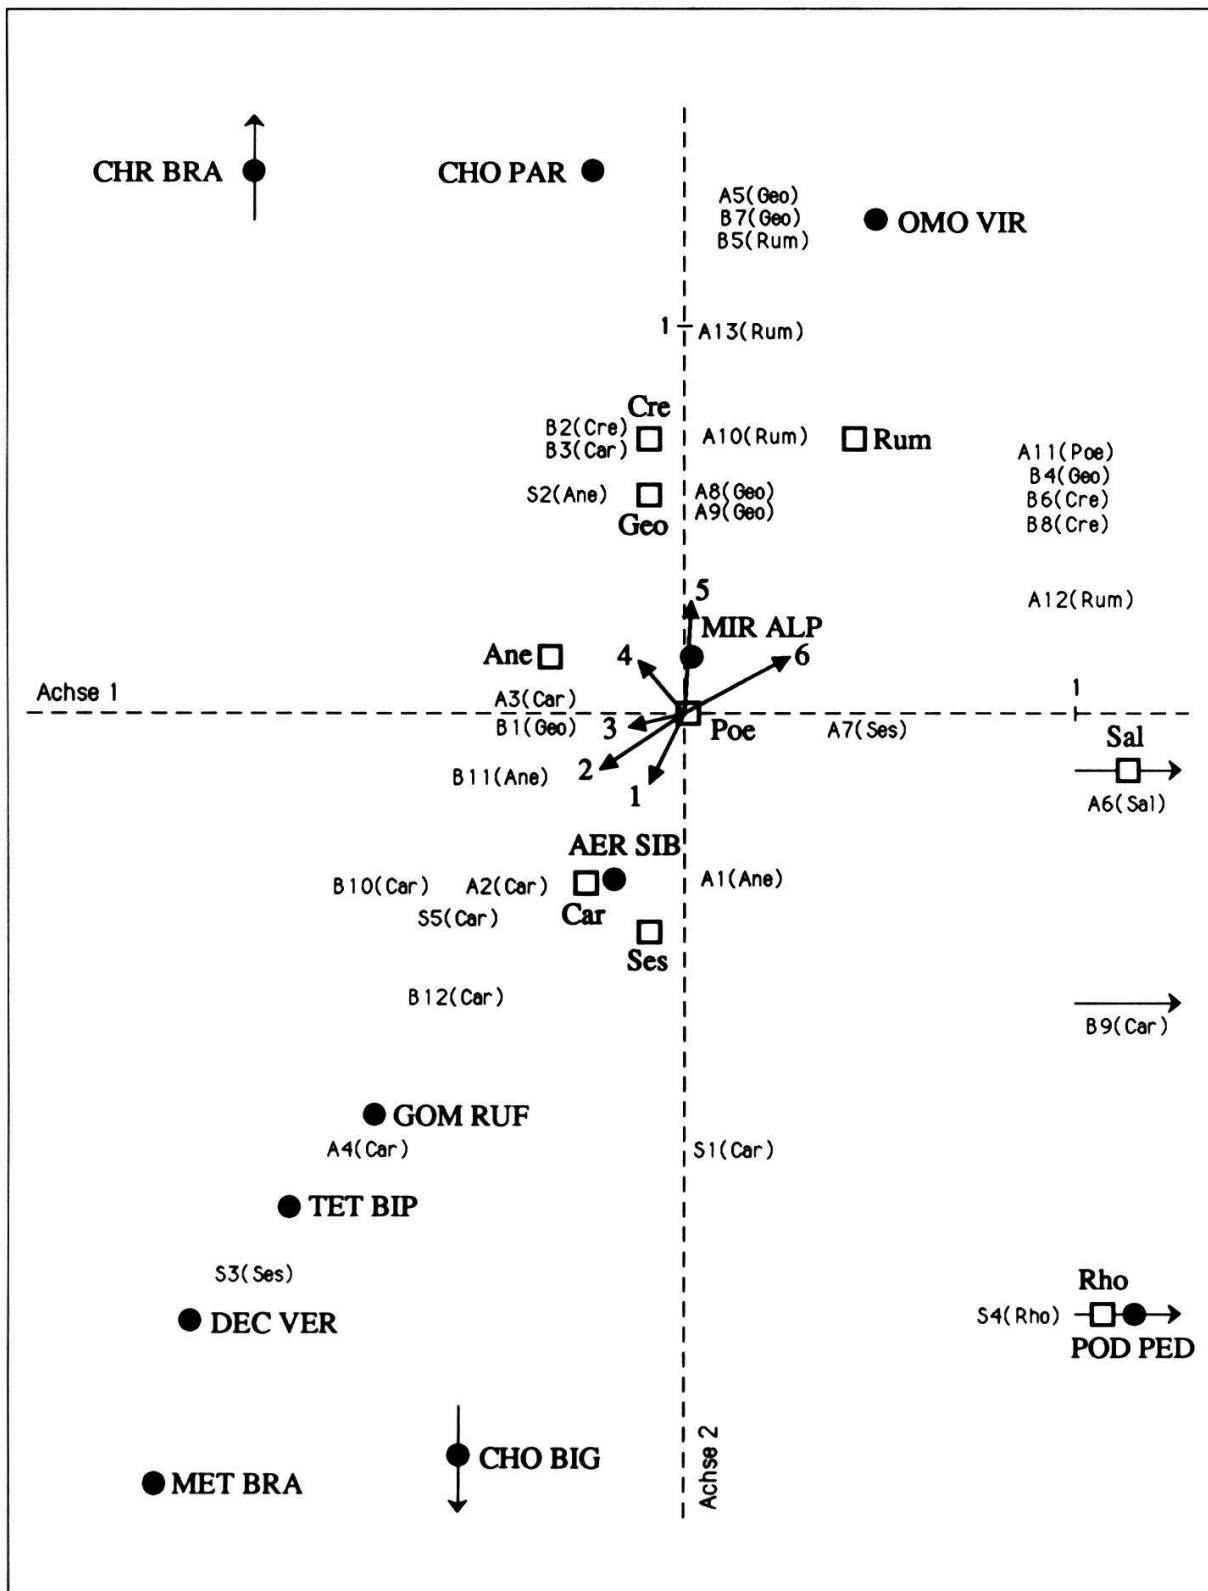 CHR BRA
CHO PAR
A5(Geo)
B7(Geo)
B5(Rum)
OMO VIR
1
A13(Rum)
Cre
B2(Cre)
B3(Car)
A10(Rum)
Rum
A11(Poe)
B4(Geo)
B6(Cre)
B8(Cre)
S2(Ane)
Geo
A8(Geo)
A9(Geo)
5
A12(Rum)
MIR ALP
Ane
4
6
Achse 1
A3(Car)
1
B1(Geo)
3
Poe
A7(Ses)
Sal
B11(Ane)
2
1
A6(Sal)
AER SIB
B10(Car)
A2(Car)
A1(Ane)
S5(Car)
Car
Ses
B12(Car)
B9(Car)
GOM RUF
A4(Car)
S1(Car)
TET BIP
S3(Ses)
Rho
DEC VER
S4(Rho)
POD PED
CHO BIG
Achse 2
MET BRA